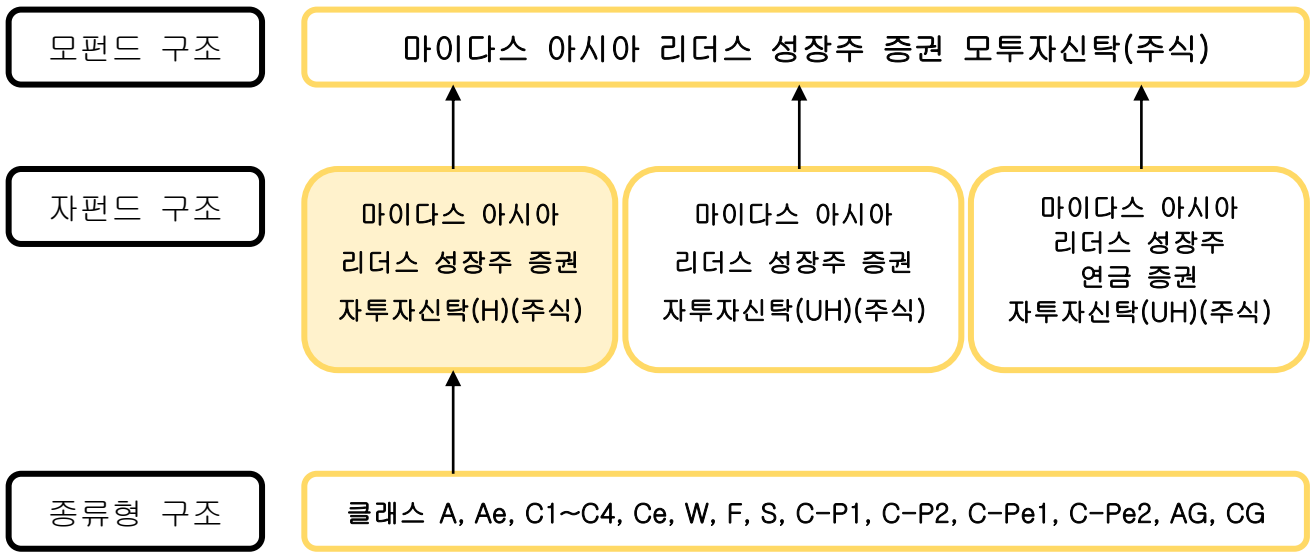 모펀드 구조
마이다스 아시아 리더스 성장주 증권 모투자신탁(주식)
자펀드 구조
마이다스 아시아
리더스 성장주 증권
자투자신탁(H)(주식)
마이다스 아시아
리더스 성장주 증권
자투자신탁(UH)(주식)
마이다스 아시아
리더스 성장주
연금 증권
자투자신탁(UH)(주식)
종류형 구조
클래스 A, Ae, C1~C4, Ce, W, F, S, C-P1, C-P2, C-Pe1, C-Pe2, AG, CG